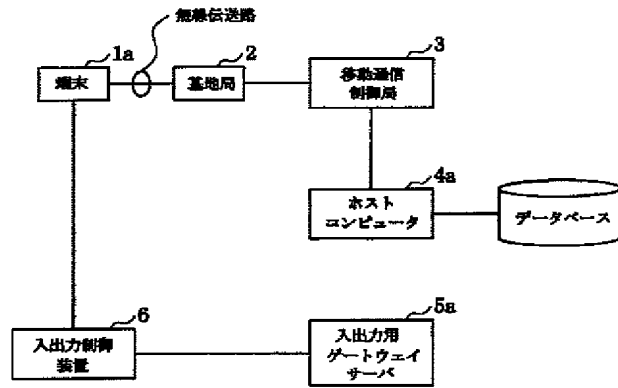 無線伝送路
1a
2
3
端末
基地局
移動通信
制御局
4a
ホスト
コンピュータ
データベース
6
5a
入出力制御
装置
入出力用
ゲートウェイ
サーバ